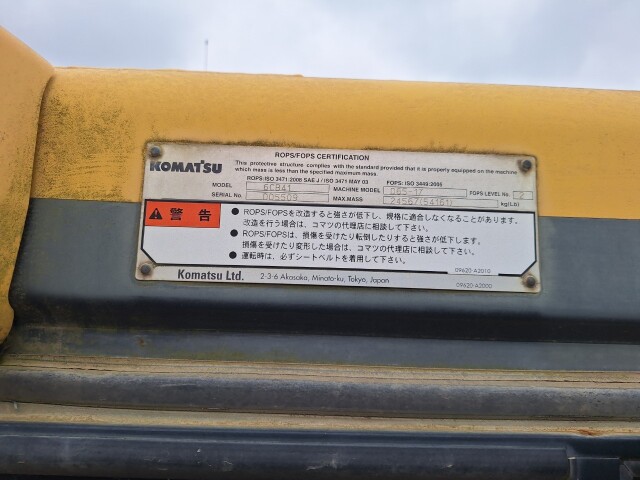 ROPS/FOPS CERTIFICATION
KOMATSU
This protective structure complies with the standard provided that it is properly equipped on the machine
which mass is less than the specified maximum mass.
ROPS: ISO 3471:2008 SAE J / ISO 3471 MAY 03 FOPS: ISO 3449:2005
MODEL 6CB41 MACHINE MODEL D65-17 FOPS LEVEL No. 2
SERIAL No. 005509 MAX.MASS 24567(54161) kg(Lb)
警告
● ROPS/FOPSを改造すると強さが低下し、規格に適合しなくなることがあります。
改造を行う場合は、コマツの代理店に相談して下さい。
● ROPS/FOPSは、損傷を受けたり転倒したりすると強さが低下します。
損傷を受けたり変形した場合は、コマツの代理店に相談して下さい。
● 運転時は、必ずシートベルトを着用して下さい。
09620-A2010
Komatsu Ltd. 2-3-6 Akasaka, Minato-ku, Tokyo, Japan
09620-A2000